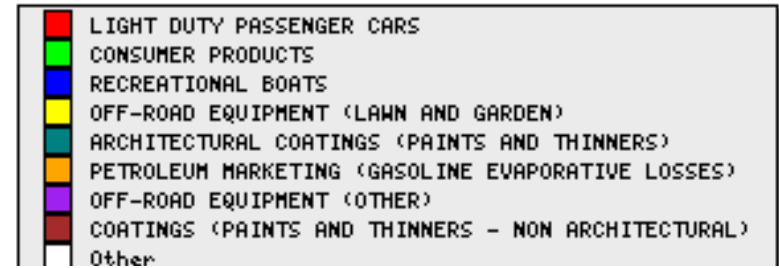 LIGHT DUTY PASSENGER CARS
CONSUMER PRODUCTS
RECREATIONAL BOATS
OFF-ROAD EQUIPMENT (LAWN AND GARDEN)
ARCHITECTURAL COATINGS (PAINTS AND THINNERS)
PETROLEUM MARKETING (GASOLINE EVAPORATIVE LOSSES)
OFF-ROAD EQUIPMENT (OTHER)
COATINGS (PAINTS AND THINNERS - NON ARCHITECTURAL)
Other